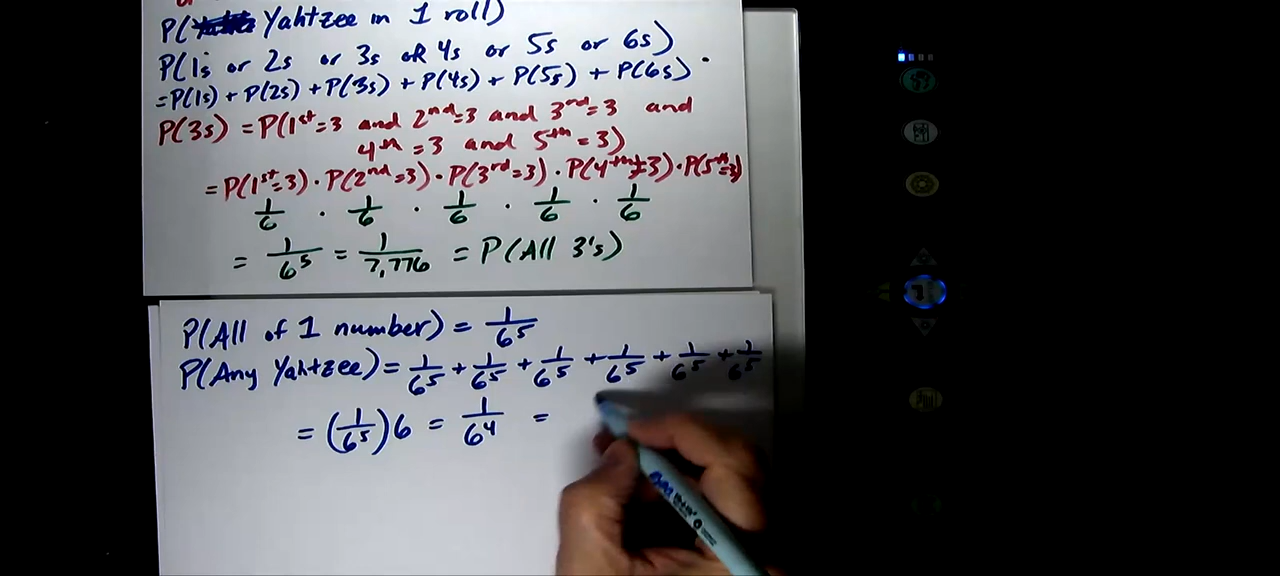 P( Yahtzee in 1 roll)
P(1s or 2s or 3s OR 4s or 5s or 6s)
=P(1s) + P(2s) + P(3s) + P(4s) + P(5s) + P(6s) .
P(3s) = P(1st=3 and 2nd=3 and 3rd=3 and
4th=3 and 5th=3)
= P(1st=3) · P(2nd=3) · P(3rd=3) · P(4th=3) · P(5th=3)
1/6 · 1/6 · 1/6 · 1/6 · 1/6
= 1/6^5 = 1/7,776 = P(All 3's)
P(All of 1 number) = 1/6^5
P(Any Yahtzee) = 1/6^5 + 1/6^5 + 1/6^5 + 1/6^5 + 1/6^5 + 1/6^5
= (1/6^5)6 = 1/6^4 =